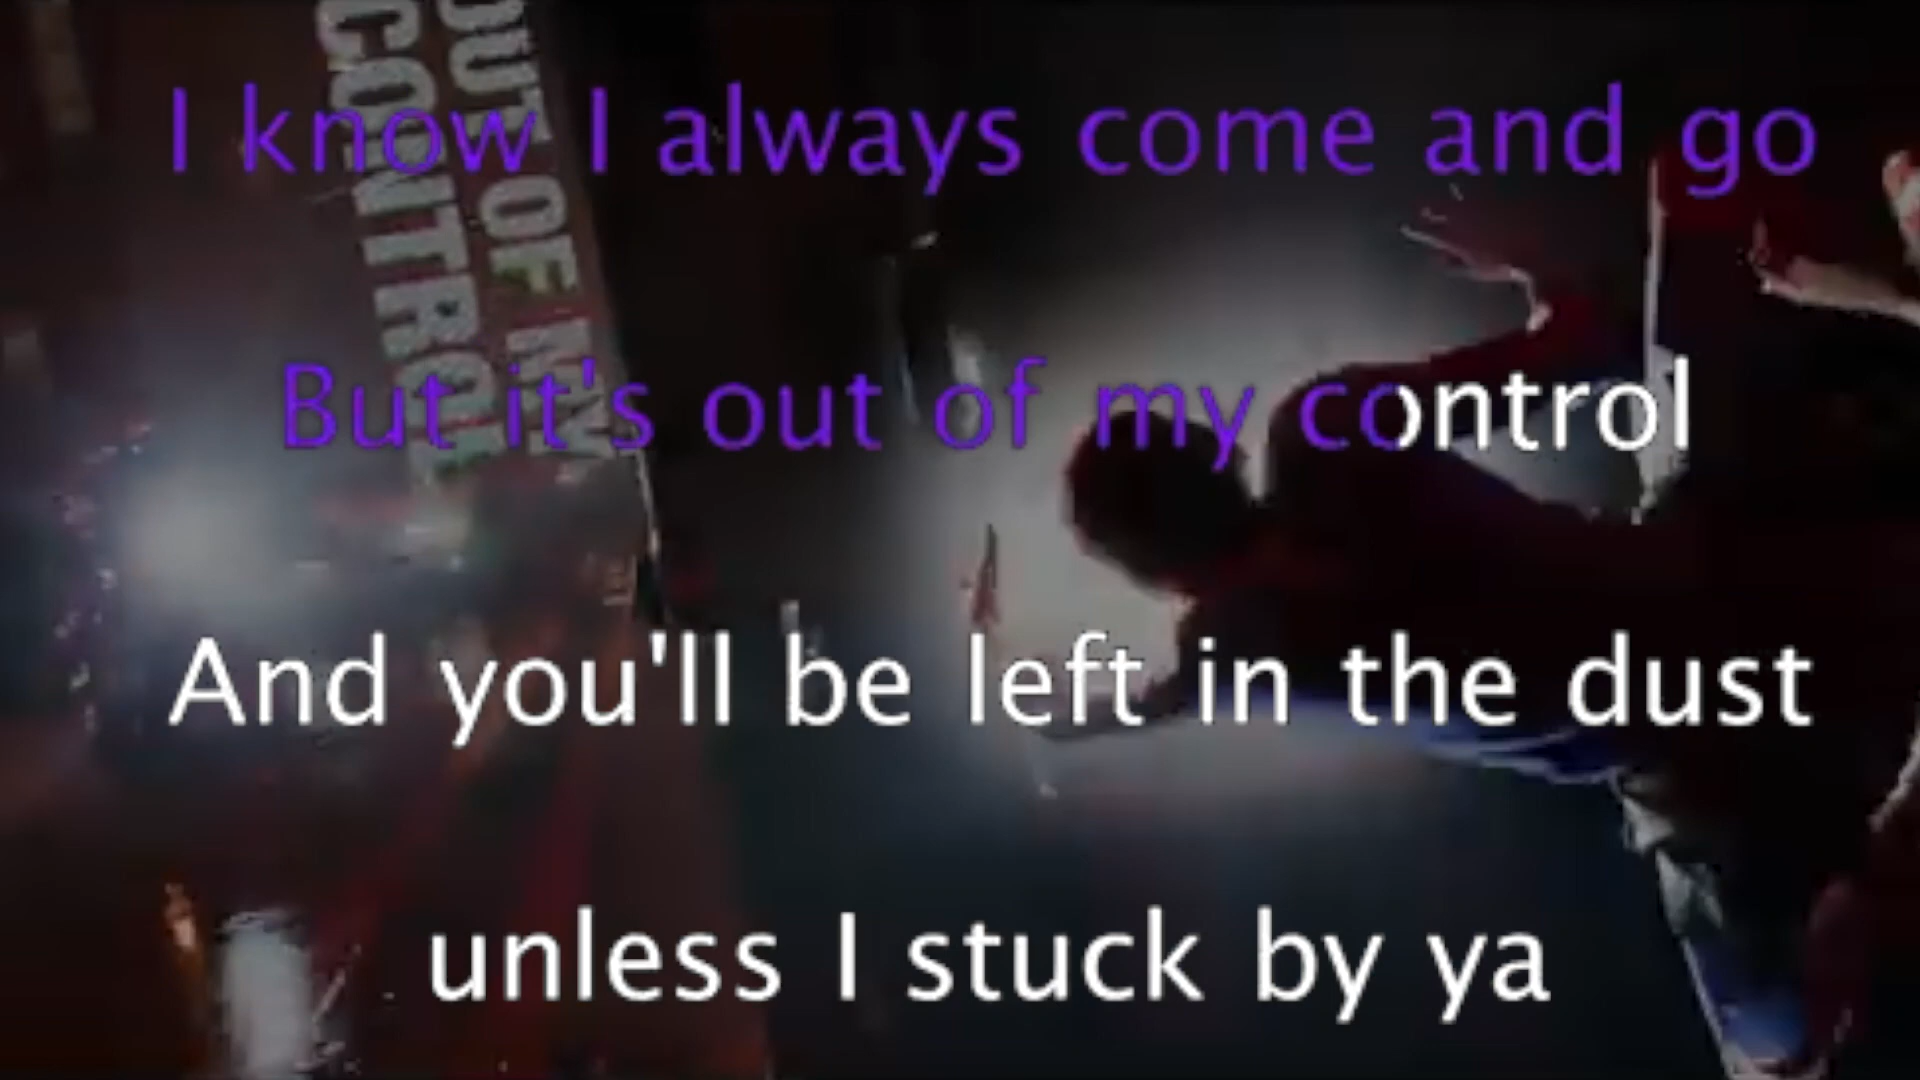 I know I always come and go
But it's out of my control
And you'll be left in the dust
unless I stuck by ya
OUT OF MY
CONTROL